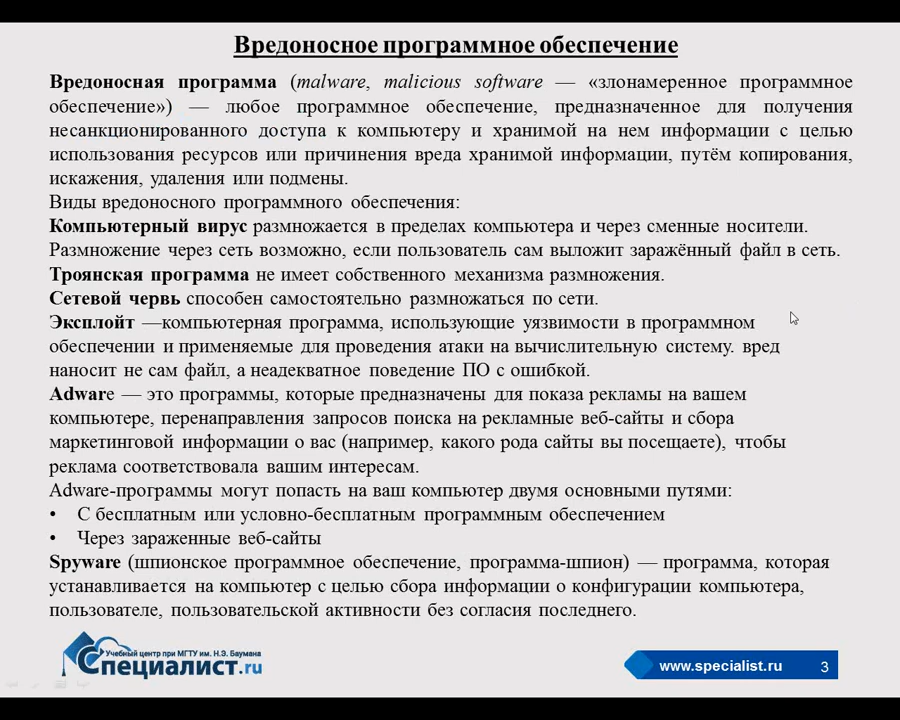 Вредоносное программное обеспечение
Вредоносная программа (malware, malicious software — «злонамеренное программное
обеспечение») — любое программное обеспечение, предназначенное для получения
несанкционированного доступа к компьютеру и хранимой на нем информации с целью
использования ресурсов или причинения вреда хранимой информации, путём копирования,
искажения, удаления или подмены.
Виды вредоносного программного обеспечения:
Компьютерный вирус размножается в пределах компьютера и через сменные носители.
Размножение через сеть возможно, если пользователь сам выложит заражённый файл в сеть.
Троянская программа не имеет собственного механизма размножения.
Сетевой червь способен самостоятельно размножаться по сети.
Эксплойт —компьютерная программа, использующие уязвимости в программном
обеспечении и применяемые для проведения атаки на вычислительную систему. вред
наносит не сам файл, а неадекватное поведение ПО с ошибкой.
Adware — это программы, которые предназначены для показа рекламы на вашем
компьютере, перенаправления запросов поиска на рекламные веб-сайты и сбора
маркетинговой информации о вас (например, какого рода сайты вы посещаете), чтобы
реклама соответствовала вашим интересам.
Adware-программы могут попасть на ваш компьютер двумя основными путями:
• С бесплатным или условно-бесплатным программным обеспечением
• Через зараженные веб-сайты
Spyware (шпионское программное обеспечение, программа-шпион) — программа, которая
устанавливается на компьютер с целью сбора информации о конфигурации компьютера,
пользователе, пользовательской активности без согласия последнего.
Учебный центр при МГТУ им. Н.Э. Баумана
Специалист.ru
www.specialist.ru 3